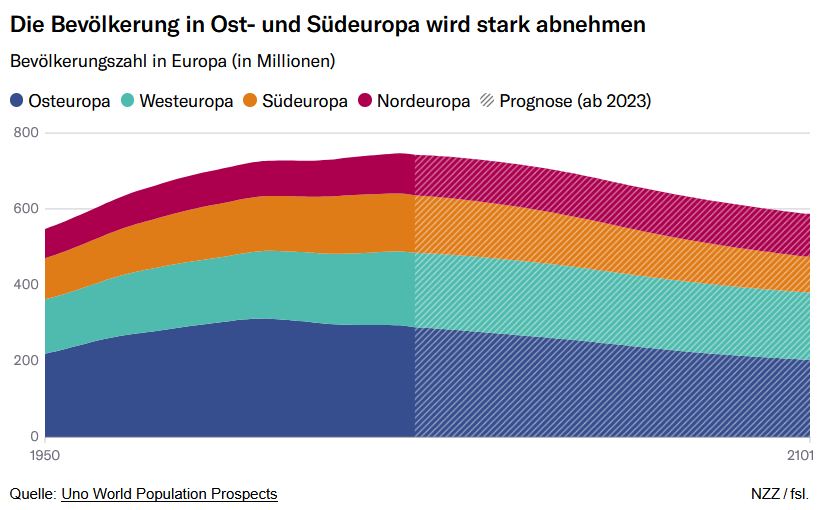 Die Bevölkerung in Ost- und Südeuropa wird stark abnehmen
Bevölkerungszahl in Europa (in Millionen)
Osteuropa Westeuropa Südeuropa Nordeuropa Prognose (ab 2023)
800
600
400
200
0
1950 2101
Quelle: Uno World Population Prospects NZZ / fsl.